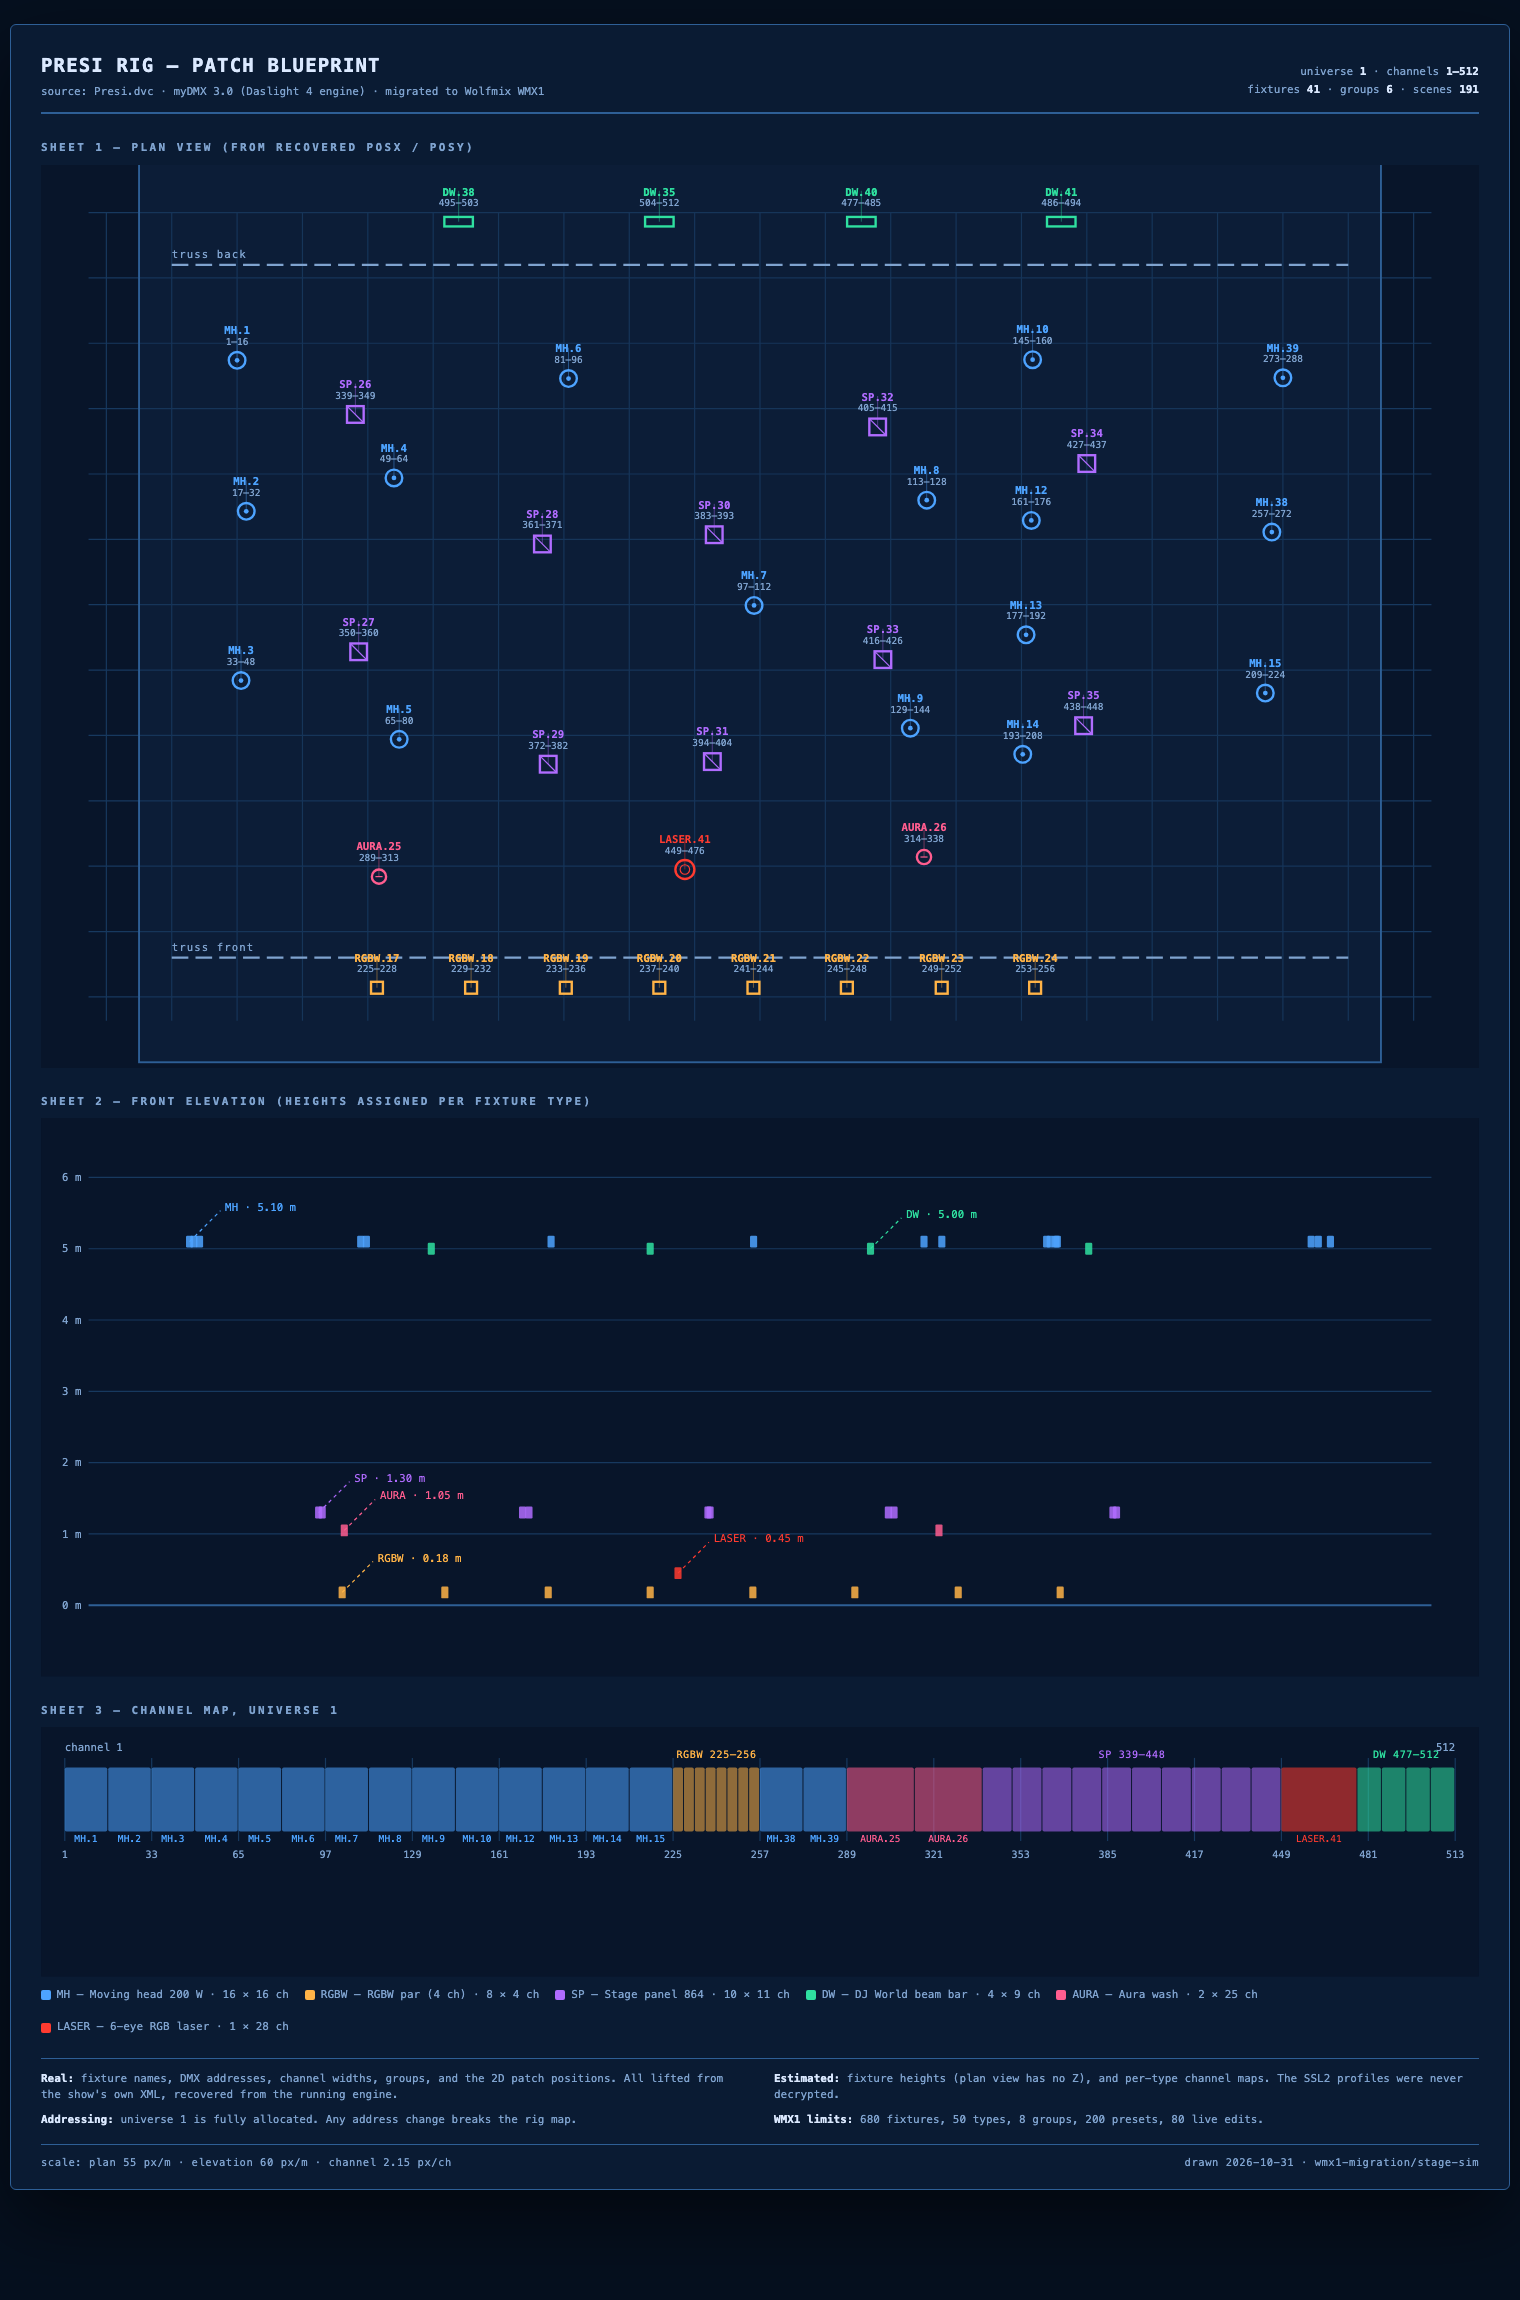 PRESI RIG — PATCH BLUEPRINT
source: Presi.dvc · myDMX 3.0 (Daslight 4 engine) · migrated to Wolfmix WMX1
universe 1 · channels 1–512
fixtures 41 · groups 6 · scenes 191
SHEET 1 — PLAN VIEW (FROM RECOVERED POSX / POSY)
DW.38
495–503
DW.35
504–512
DW.40
477–485
DW.41
486–494
truss back
MH.1
1–16
MH.6
81–96
MH.10
145–160
MH.39
273–288
SP.26
339–349
SP.32
405–415
SP.34
427–437
MH.4
49–64
MH.2
17–32
MH.8
113–128
MH.12
161–176
MH.38
257–272
SP.28
361–371
SP.30
383–393
MH.7
97–112
MH.13
177–192
SP.27
350–360
SP.33
416–426
MH.3
33–48
MH.15
209–224
MH.5
65–80
MH.9
129–144
SP.35
438–448
SP.29
372–382
SP.31
394–404
MH.14
193–208
AURA.25
289–313
LASER.41
449–476
AURA.26
314–338
truss front
RGBW.17
225–228
RGBW.18
229–232
RGBW.19
233–236
RGBW.20
237–240
RGBW.21
241–244
RGBW.22
245–248
RGBW.23
249–252
RGBW.24
253–256
SHEET 2 — FRONT ELEVATION (HEIGHTS ASSIGNED PER FIXTURE TYPE)
6 m
MH · 5.10 m
DW · 5.00 m
5 m
4 m
3 m
2 m
SP · 1.30 m
AURA · 1.05 m
1 m
LASER · 0.45 m
RGBW · 0.18 m
0 m
SHEET 3 — CHANNEL MAP, UNIVERSE 1
channel 1
512
RGBW 225–256
SP 339–448
DW 477–512
MH.1 MH.2 MH.3 MH.4 MH.5 MH.6 MH.7 MH.8 MH.9 MH.10 MH.12 MH.13 MH.14 MH.15 MH.38 MH.39 AURA.25 AURA.26 LASER.41
1 33 65 97 129 161 193 225 257 289 321 353 385 417 449 481 513
MH — Moving head 200 W · 16 × 16 ch
RGBW — RGBW par (4 ch) · 8 × 4 ch
SP — Stage panel 864 · 10 × 11 ch
DW — DJ World beam bar · 4 × 9 ch
AURA — Aura wash · 2 × 25 ch
LASER — 6-eye RGB laser · 1 × 28 ch
Real: fixture names, DMX addresses, channel widths, groups, and the 2D patch positions. All lifted from
the show's own XML, recovered from the running engine.
Estimated: fixture heights (plan view has no Z), and per-type channel maps. The SSL2 profiles were never
decrypted.
Addressing: universe 1 is fully allocated. Any address change breaks the rig map.
WMX1 limits: 680 fixtures, 50 types, 8 groups, 200 presets, 80 live edits.
scale: plan 55 px/m · elevation 60 px/m · channel 2.15 px/ch
drawn 2026-10-31 · wmx1-migration/stage-sim